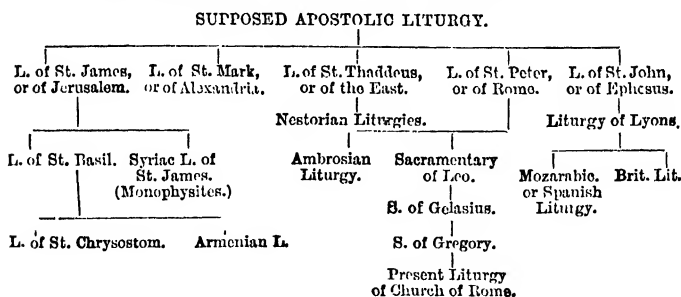 SUPPOSED APOSTOLIC LITURGY.
L. of St. James, or of Jerusalem.
L. of St. Mark, or of Alexandria.
L. of St. Thaddeus, or of the East.
L. of St. Peter, or of Rome.
L. of St. John, or of Ephesus.
Nestorian Liturgies.
Liturgy of Lyons.
L. of St. Basil.
Syriac L. of
St. James.
(Monophysites.)
Ambrosian
Liturgy.
Sacramentary
of Leo.
Mozarabic.
or Spanish
Liturgy.
Brit. Lit.
S. of Gelasius.
L. of St. Chrysostom.
Armenian L.
S. of Gregory.
Present Liturgy
of Church of Rome.